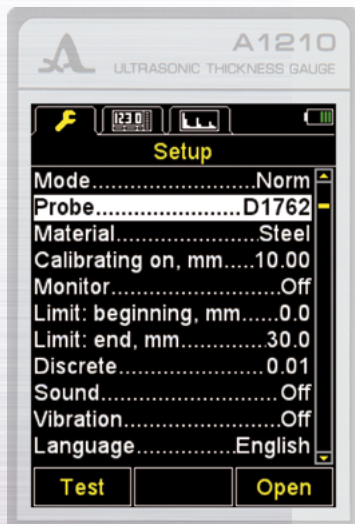 A1210
ULTRASONIC THICKNESS GAUGE
123.0
Setup
Mode..........................Norm
Probe.......................D1762
Material.......................Steel
Calibrating on, mm.....10.00
Monitor...........................Off
Limit: beginning, mm......0.0
Limit: end, mm..............30.0
Discrete........................0.01
Sound............................Off
Vibration........................Off
Language................English
Test
Open